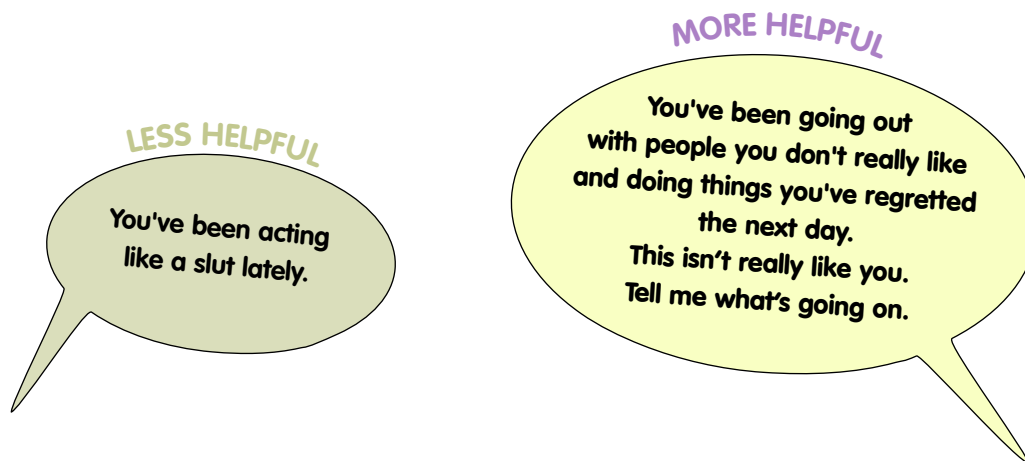 LESS HELPFUL
You've been acting
like a slut lately.
MORE HELPFUL
You've been going out
with people you don't really like
and doing things you've regretted
the next day.
This isn’t really like you.
Tell me what’s going on.